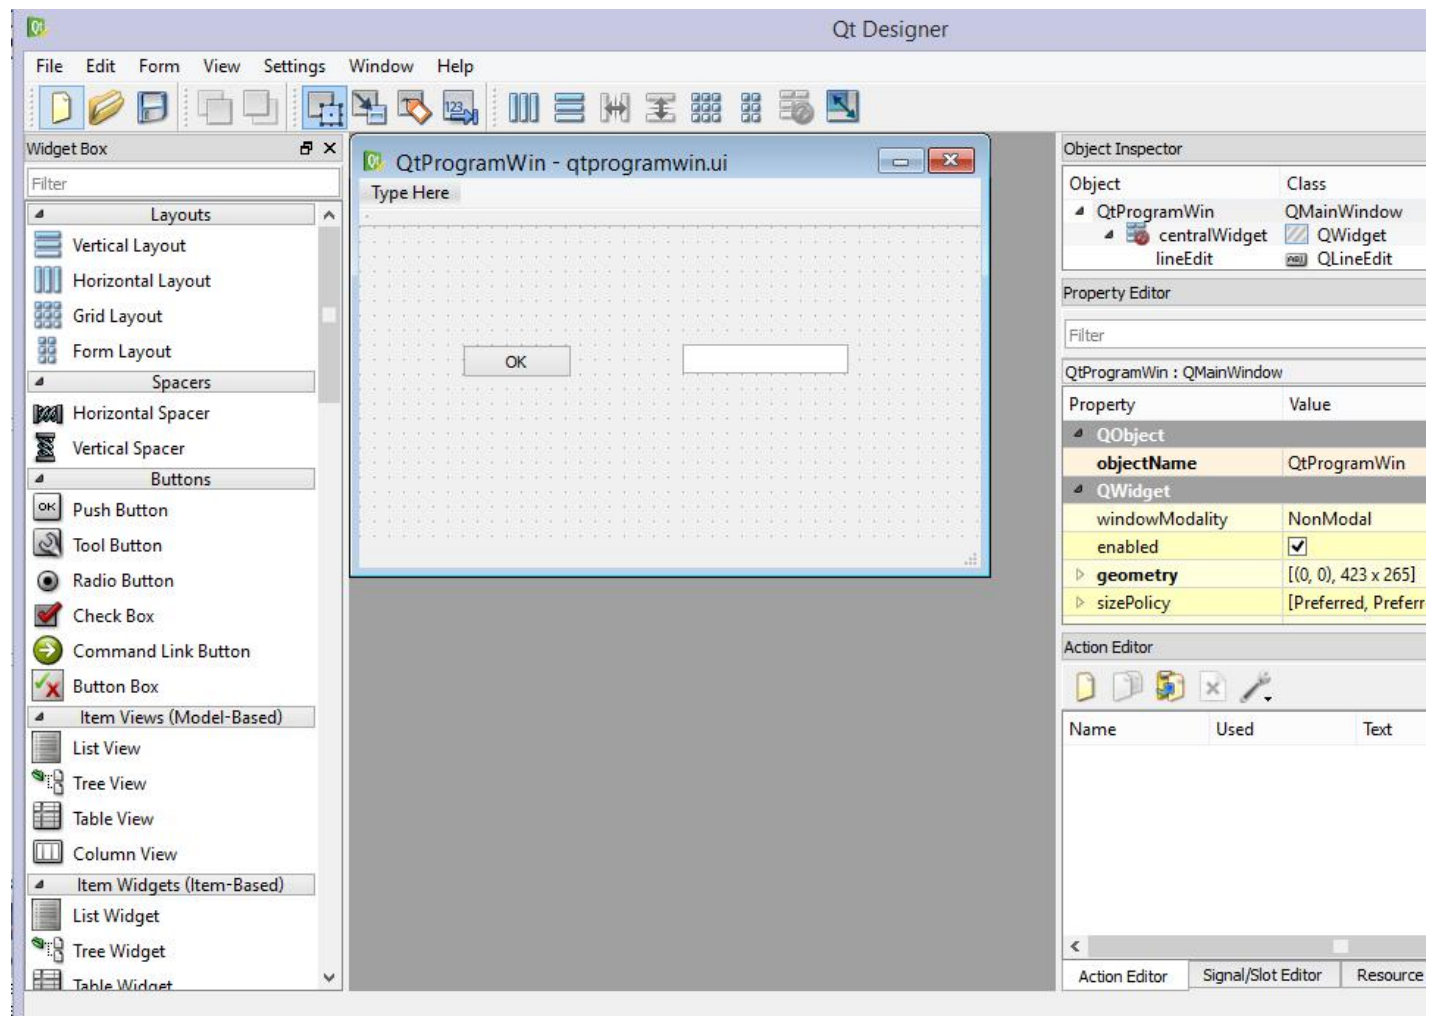 Qt Designer
File Edit Form View Settings Window Help
Widget Box
Filter
Layouts
Vertical Layout
Horizontal Layout
Grid Layout
Form Layout
Spacers
Horizontal Spacer
Vertical Spacer
Buttons
OK Push Button
Tool Button
Radio Button
Check Box
Command Link Button
Button Box
Item Views (Model-Based)
List View
Tree View
Table View
Column View
Item Widgets (Item-Based)
List Widget
Tree Widget
Table Widget
QtProgramWin - qtprogramwin.ui
Type Here
OK
Object Inspector
Object Class
QtProgramWin QMainWindow
centralWidget QWidget
lineEdit QLineEdit
Property Editor
Filter
QtProgramWin : QMainWindow
Property Value
QObject
objectName QtProgramWin
QWidget
windowModality NonModal
enabled
geometry [(0, 0), 423 x 265]
sizePolicy [Preferred, Preferr
Action Editor
Name Used Text
Action Editor Signal/Slot Editor Resource